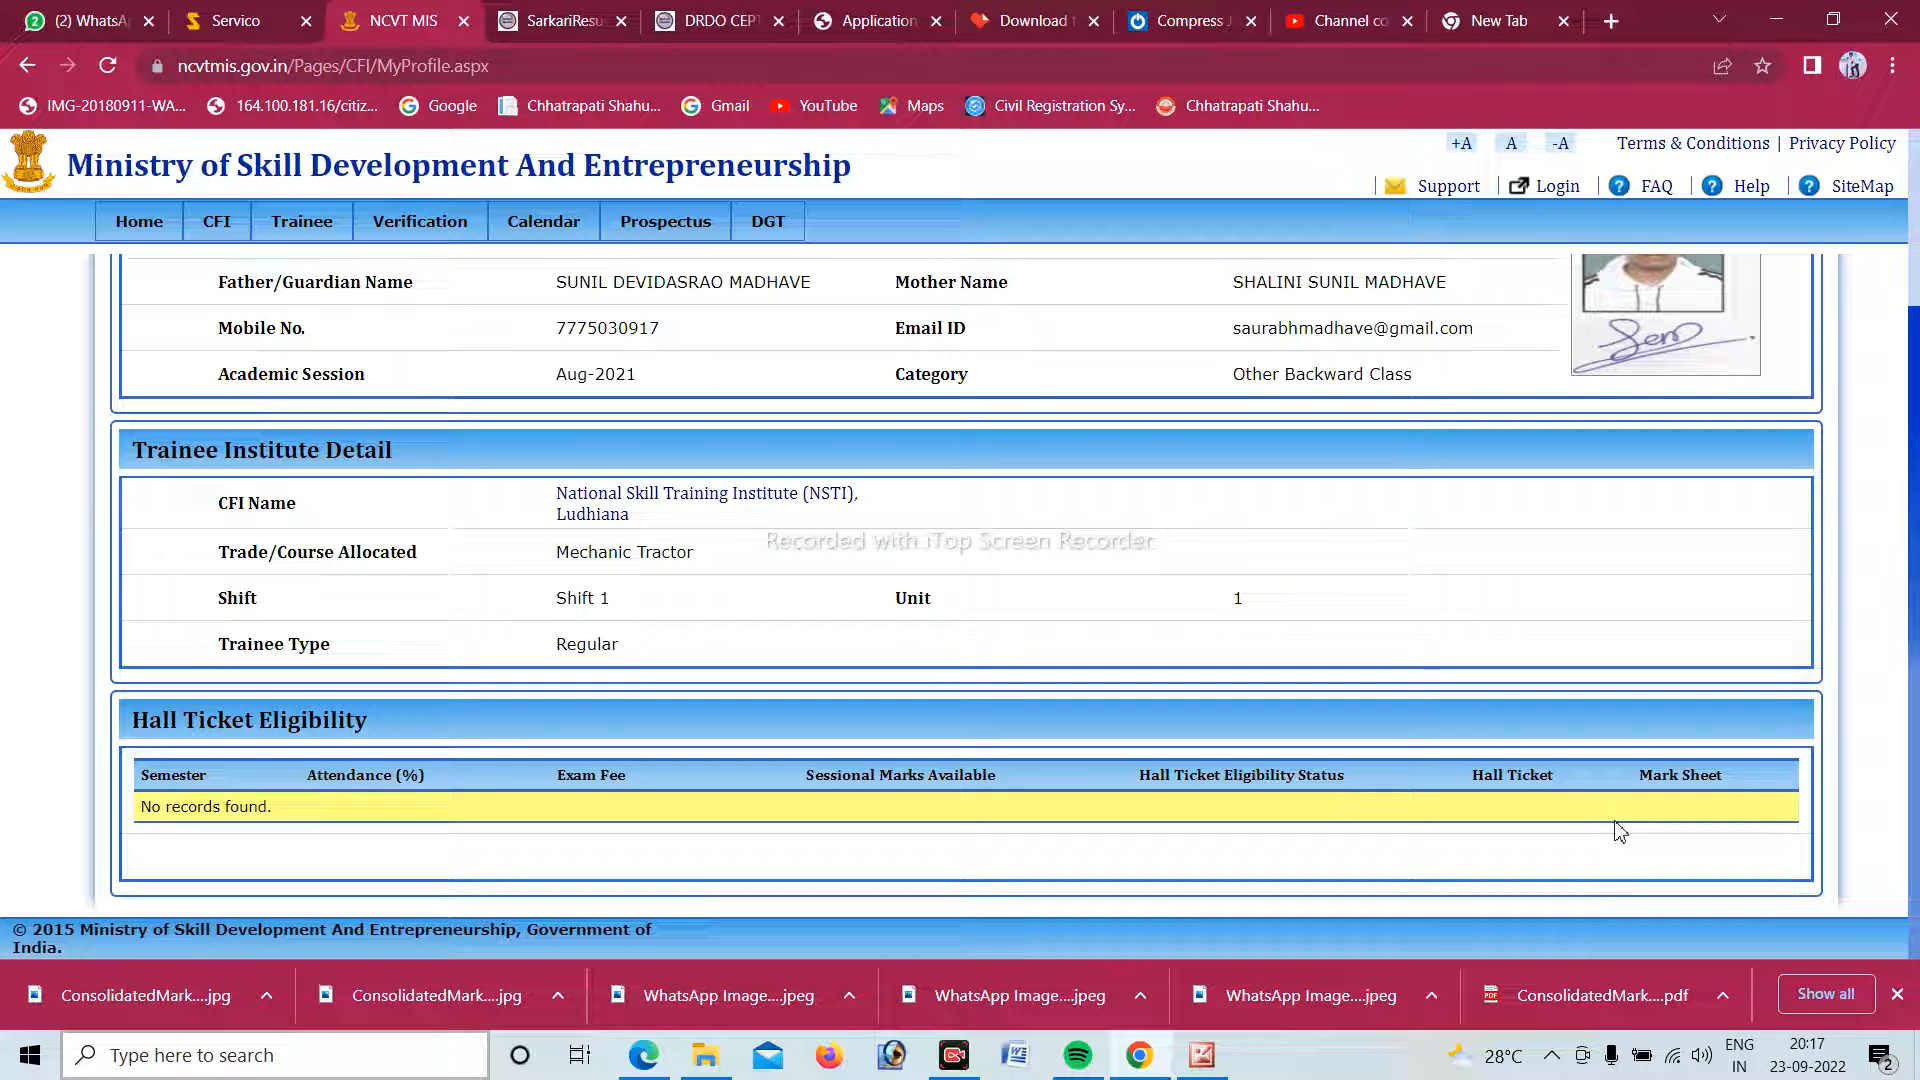 (2) WhatsA
Servico
NCVT MIS
SarkariResu
DRDO CEPT
Application
Download f
Compress J
Channel co
New Tab
ncvtmis.gov.in/Pages/CFI/MyProfile.aspx
IMG-20180911-WA...
164.100.181.16/citiz...
Google
Chhatrapati Shahu...
Gmail
YouTube
Maps
Civil Registration Sy...
Chhatrapati Shahu...
+A A -A Terms & Conditions | Privacy Policy
Ministry of Skill Development And Entrepreneurship
Support Login FAQ Help SiteMap
Home CFI Trainee Verification Calendar Prospectus DGT
Father/Guardian Name SUNIL DEVIDASRAO MADHAVE Mother Name SHALINI SUNIL MADHAVE
Mobile No. 7775030917 Email ID saurabhmadhave@gmail.com
Academic Session Aug-2021 Category Other Backward Class
Trainee Institute Detail
CFI Name National Skill Training Institute (NSTI),
Ludhiana
Recorded with iTop Screen Recorder
Trade/Course Allocated Mechanic Tractor
Shift Shift 1 Unit 1
Trainee Type Regular
Hall Ticket Eligibility
Semester Attendance (%) Exam Fee Sessional Marks Available Hall Ticket Eligibility Status Hall Ticket Mark Sheet
No records found.
© 2015 Ministry of Skill Development And Entrepreneurship, Government of
India.
ConsolidatedMark....jpg
ConsolidatedMark....jpg
WhatsApp Image....jpeg
WhatsApp Image....jpeg
WhatsApp Image....jpeg
ConsolidatedMark....pdf
Show all
Type here to search
28°C
ENG
IN
20:17
23-09-2022
2